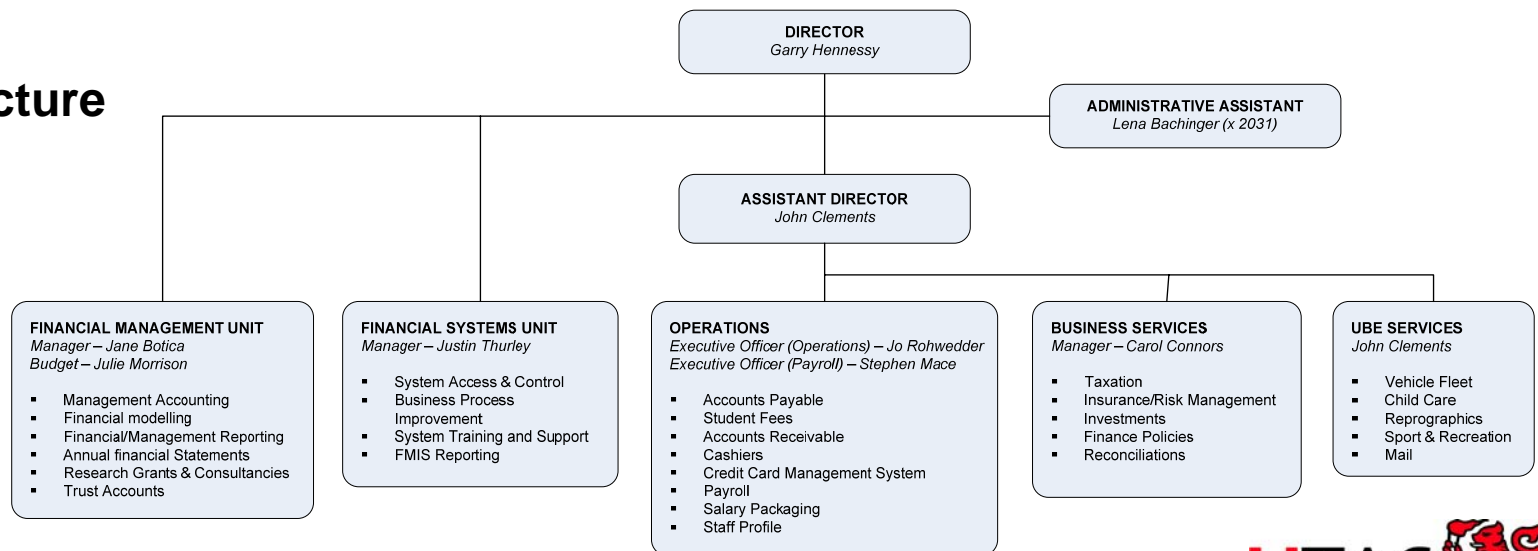 cture
DIRECTOR
Garry Hennessy
ADMINISTRATIVE ASSISTANT
Lena Bachinger (x 2031)
ASSISTANT DIRECTOR
John Clements
FINANCIAL MANAGEMENT UNIT
Manager – Jane Botica
Budget – Julie Morrison
▪ Management Accounting
▪ Financial modelling
▪ Financial/Management Reporting
▪ Annual financial Statements
▪ Research Grants & Consultancies
▪ Trust Accounts
FINANCIAL SYSTEMS UNIT
Manager – Justin Thurley
▪ System Access & Control
▪ Business Process
Improvement
▪ System Training and Support
▪ FMIS Reporting
OPERATIONS
Executive Officer (Operations) – Jo Rohwedder
Executive Officer (Payroll) – Stephen Mace
▪ Accounts Payable
▪ Student Fees
▪ Accounts Receivable
▪ Cashiers
▪ Credit Card Management System
▪ Payroll
▪ Salary Packaging
▪ Staff Profile
BUSINESS SERVICES
Manager – Carol Connors
▪ Taxation
▪ Insurance/Risk Management
▪ Investments
▪ Finance Policies
▪ Reconciliations
UBE SERVICES
John Clements
▪ Vehicle Fleet
▪ Child Care
▪ Reprographics
▪ Sport & Recreation
▪ Mail